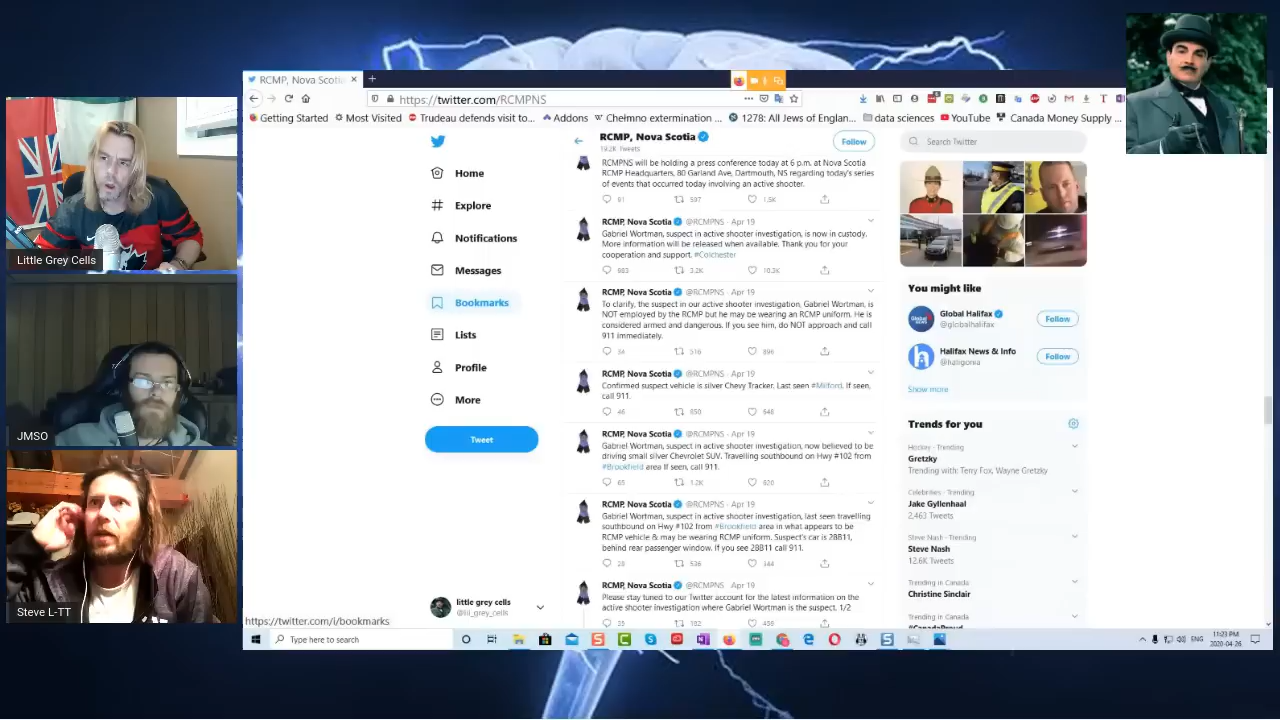 RCMP, Nova Scotia
https://twitter.com/RCMPNS
Getting Started
Most Visited
Trudeau defends visit to...
Addons
Chełmno extermination ...
1278: All Jews of Englan...
data sciences
YouTube
Canada Money Supply ...
Home
Explore
Notifications
Messages
Bookmarks
Lists
Profile
More
Tweet
little grey cells
@lil_grey_cells
https://twitter.com/i/bookmarks
RCMP, Nova Scotia
19.2K Tweets
Follow
RCMPNS will be holding a press conference today at 6 p.m. at Nova Scotia
RCMP Headquarters, 80 Garland Ave, Dartmouth, NS regarding today's series
of events that occurred today involving an active shooter.
91 597 1.5K
RCMP, Nova Scotia @RCMPNS · Apr 19
Gabriel Wortman, suspect in active shooter investigation, is now in custody.
More information will be released when available. Thank you for your
cooperation and support. #Colchester
883 3.2K 10.3K
RCMP, Nova Scotia @RCMPNS · Apr 19
To clarify, the suspect in our active shooter investigation, Gabriel Wortman, is
NOT employed by the RCMP but he may be wearing an RCMP uniform. He is
considered armed and dangerous. If you see him, do NOT approach and call
911 immediately.
34 516 896
RCMP, Nova Scotia @RCMPNS · Apr 19
Confirmed suspect vehicle is silver Chevy Tracker. Last seen #Milford. If seen,
call 911.
46 850 648
RCMP, Nova Scotia @RCMPNS · Apr 19
Gabriel Wortman, suspect in active shooter investigation, now believed to be
driving small silver Chevrolet SUV. Travelling southbound on Hwy #102 from
#Brookfield area If seen, call 911.
65 1.2K 920
RCMP, Nova Scotia @RCMPNS · Apr 19
Gabriel Wortman, suspect in active shooter investigation, last seen travelling
southbound on Hwy #102 from #Brookfield area in what appears to be
RCMP vehicle & may be wearing RCMP uniform. Suspect's car is 28B11,
behind rear passenger window. If you see 28B11 call 911.
28 536 344
RCMP, Nova Scotia @RCMPNS · Apr 19
Please stay tuned to our Twitter account for the latest information on the
active shooter investigation where Gabriel Wortman is the suspect. 1/2
35 182 459
Search Twitter
You might like
Global Halifax
@globalhalifax
Follow
Halifax News & Info
@haligonia
Follow
Show more
Trends for you
Hockey · Trending
Gretzky
Trending with: Terry Fox, Wayne Gretzky
Celebrities · Trending
Jake Gyllenhaal
2,463 Tweets
Steve Nash · Trending
Steve Nash
12.6K Tweets
Trending in Canada
Christine Sinclair
Trending in Canada
#CanadaProud
Little Grey Cells
JMSO
Steve L-TT
Type here to search
ENG
11:23 PM
2020-04-26